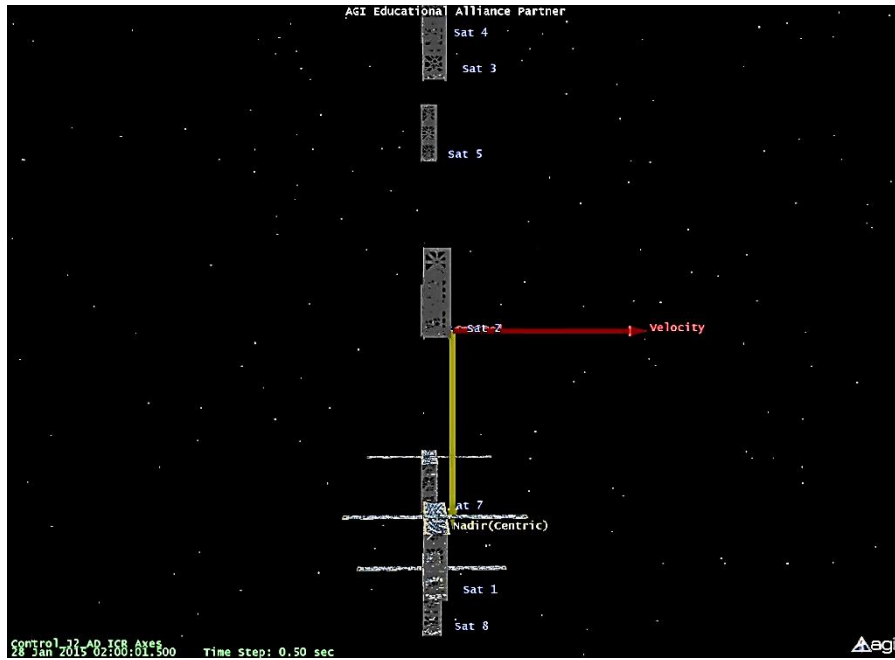 AGI Educational Alliance Partner
Sat 4
Sat 3
Sat 5
Sat 2
Velocity
at 7
Nadir(Centric)
Sat 1
Sat 8
Control J2 AD ICR Axes
28 Jan 2015 02:00:01.500 Time Step: 0.50 sec
agi